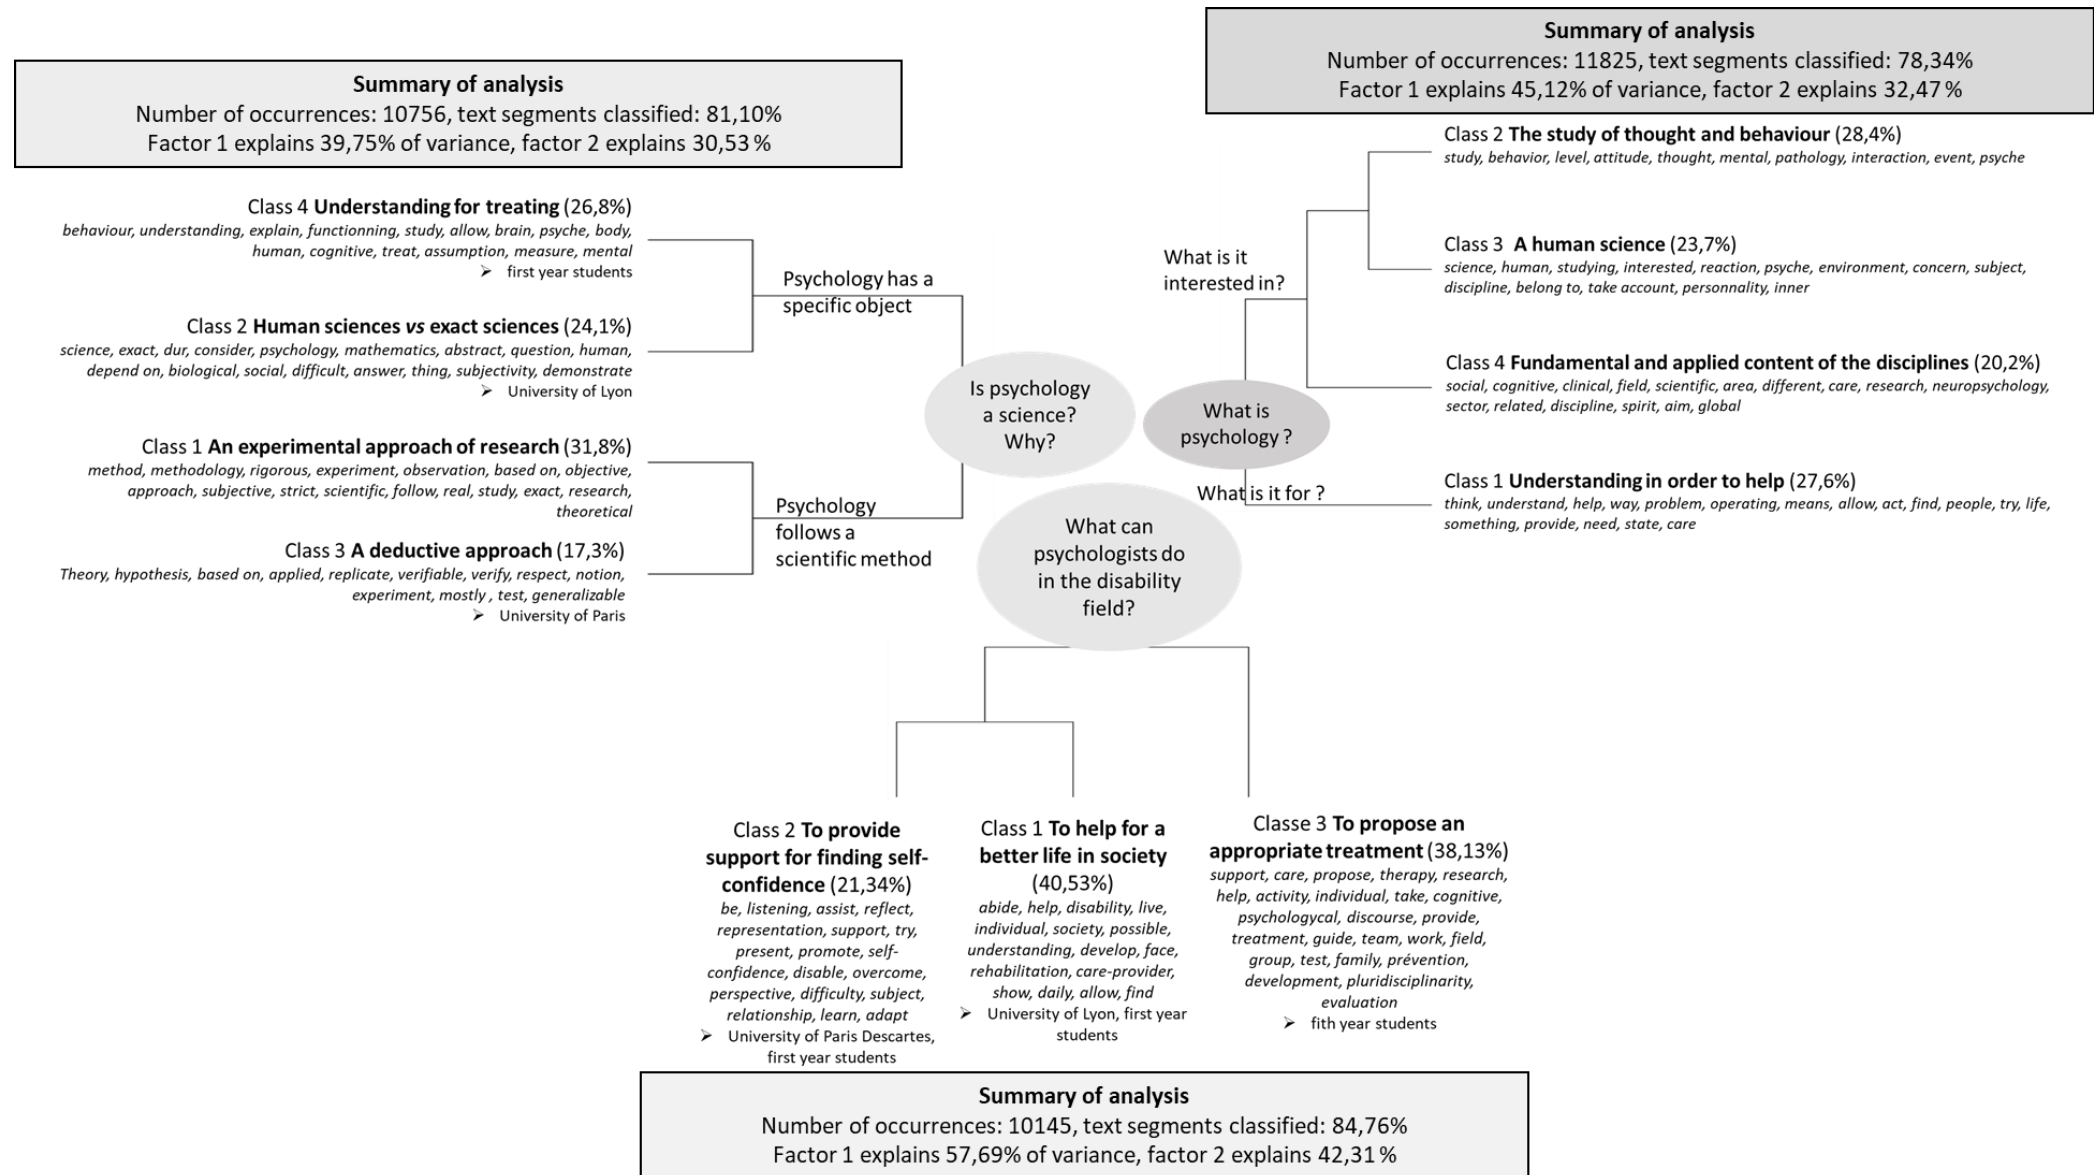 Summary of analysis
Number of occurrences: 10756, text segments classified: 81,10%
Factor 1 explains 39,75% of variance, factor 2 explains 30,53 %
Class 4 Understanding for treating (26,8%)
behaviour, understanding, explain, functionning, study, allow, brain, psyche, body,
human, cognitive, treat, assumption, measure, mental
➢ first year students
Class 2 Human sciences vs exact sciences (24,1%)
science, exact, dur, consider, psychology, mathematics, abstract, question, human,
depend on, biological, social, difficult, answer, thing, subjectivity, demonstrate
➢ University of Lyon
Class 1 An experimental approach of research (31,8%)
method, methodology, rigorous, experiment, observation, based on, objective,
approach, subjective, strict, scientific, follow, real, study, exact, research,
theoretical
Class 3 A deductive approach (17,3%)
Theory, hypothesis, based on, applied, replicate, verifiable, verify, respect, notion,
experiment, mostly , test, generalizable
➢ University of Paris
Psychology has a
specific object
Psychology
follows a
scientific method
Is psychology
a science?
Why?
Summary of analysis
Number of occurrences: 11825, text segments classified: 78,34%
Factor 1 explains 45,12% of variance, factor 2 explains 32,47 %
What is
psychology ?
What is it
interested in?
What is it for ?
Class 2 The study of thought and behaviour (28,4%)
study, behavior, level, attitude, thought, mental, pathology, interaction, event, psyche
Class 3 A human science (23,7%)
science, human, studying, interested, reaction, psyche, environment, concern, subject,
discipline, belong to, take account, personnality, inner
Class 4 Fundamental and applied content of the disciplines (20,2%)
social, cognitive, clinical, field, scientific, area, different, care, research, neuropsychology,
sector, related, discipline, spirit, aim, global
Class 1 Understanding in order to help (27,6%)
think, understand, help, way, problem, operating, means, allow, act, find, people, try, life,
something, provide, need, state, care
What can
psychologists do
in the disability
field?
Class 2 To provide
support for finding self-
confidence (21,34%)
be, listening, assist, reflect,
representation, support, try,
present, promote, self-
confidence, disable, overcome,
perspective, difficulty, subject,
relationship, learn, adapt
➢ University of Paris Descartes,
first year students
Class 1 To help for a
better life in society
(40,53%)
abide, help, disability, live,
individual, society, possible,
understanding, develop, face,
rehabilitation, care-provider,
show, daily, allow, find
➢ University of Lyon, first year
students
Classe 3 To propose an
appropriate treatment (38,13%)
support, care, propose, therapy, research,
help, activity, individual, take, cognitive,
psychologycal, discourse, provide,
treatment, guide, team, work, field,
group, test, family, prévention,
development, pluridisciplinarity,
evaluation
➢ fith year students
Summary of analysis
Number of occurrences: 10145, text segments classified: 84,76%
Factor 1 explains 57,69% of variance, factor 2 explains 42,31 %